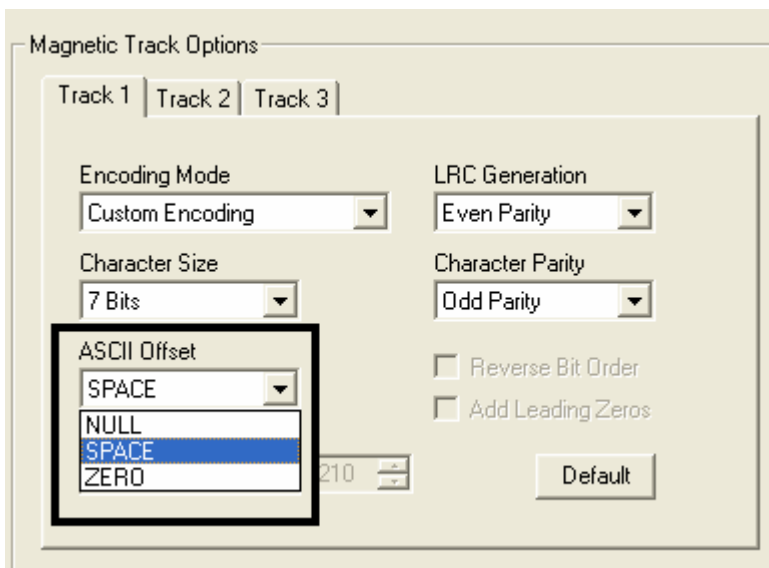 Magnetic Track Options
Track 1 Track 2 Track 3
Encoding Mode LRC Generation
Custom Encoding Even Parity
Character Size Character Parity
7 Bits Odd Parity
ASCII Offset
SPACE Reverse Bit Order
NULL Add Leading Zeros
SPACE
ZERO 210 Default